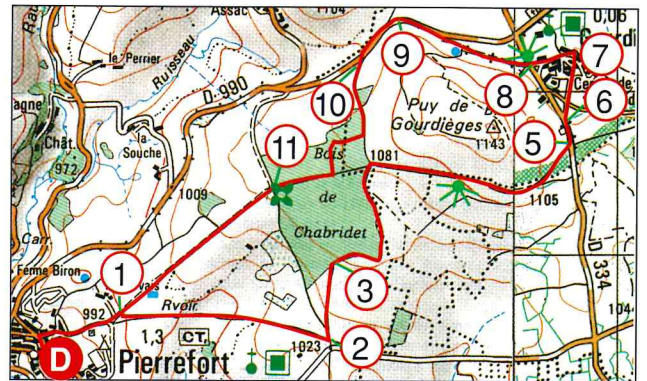 Assac
1104
0,06
le Perrier
Ruisseau
D. 990
9
7
8
6
10
Puy de
Gourdièges
1143
5
11
Bois
1081
de
Chabridet
la
Souche
Chât.
972
1009
1105
Carr.
Ferme Biron
1
3
D 334
992
Rvoir
2
D
1,3
CT
Pierrefort
1023